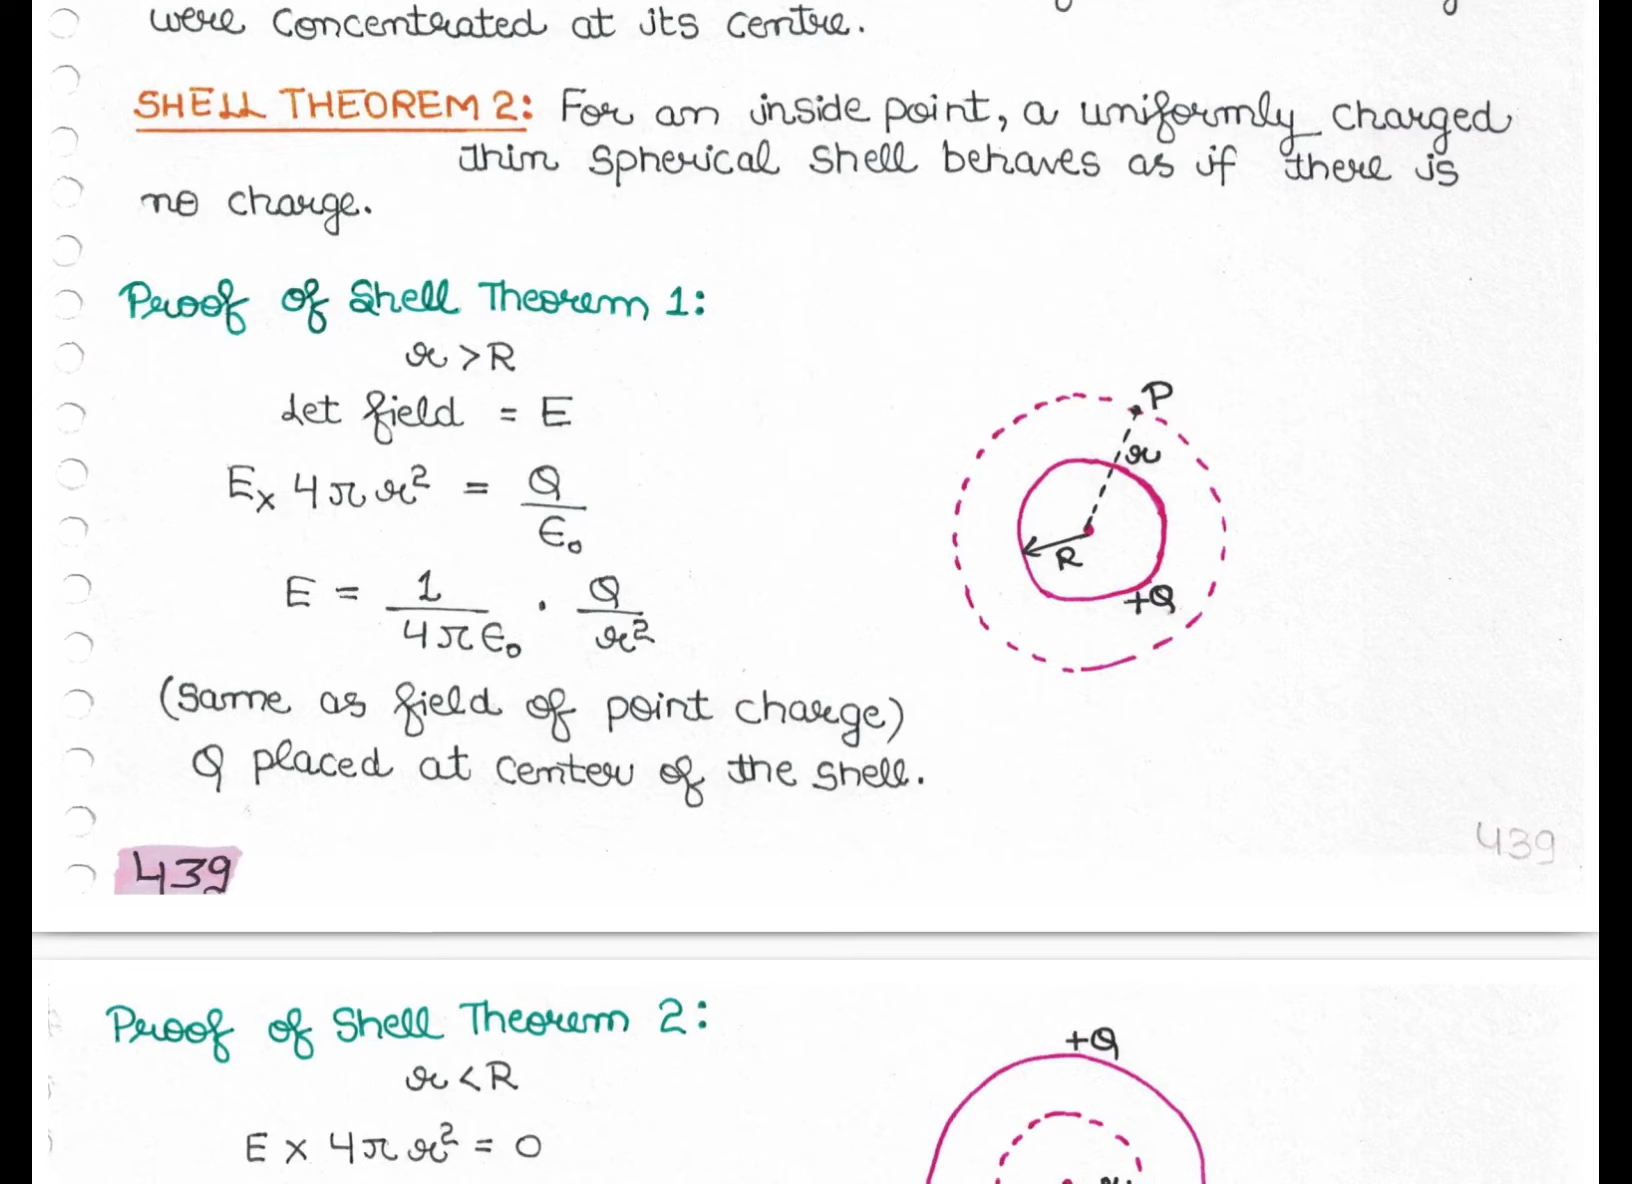 were concentrated at its centre.
SHELL THEOREM 2: For an inside point, a uniformly charged
thin spherical shell behaves as if there is
no charge.
Proof of Shell Theorem 1:
r > R
Let field = E
E x 4πr² = Q/ϵ₀
E = 1/4πϵ₀ · Q/r²
(Same as field of point charge)
Q placed at center of the shell.
P
r
R
+Q
439
439
Proof of Shell Theorem 2:
r < R
E x 4πr² = 0
+Q